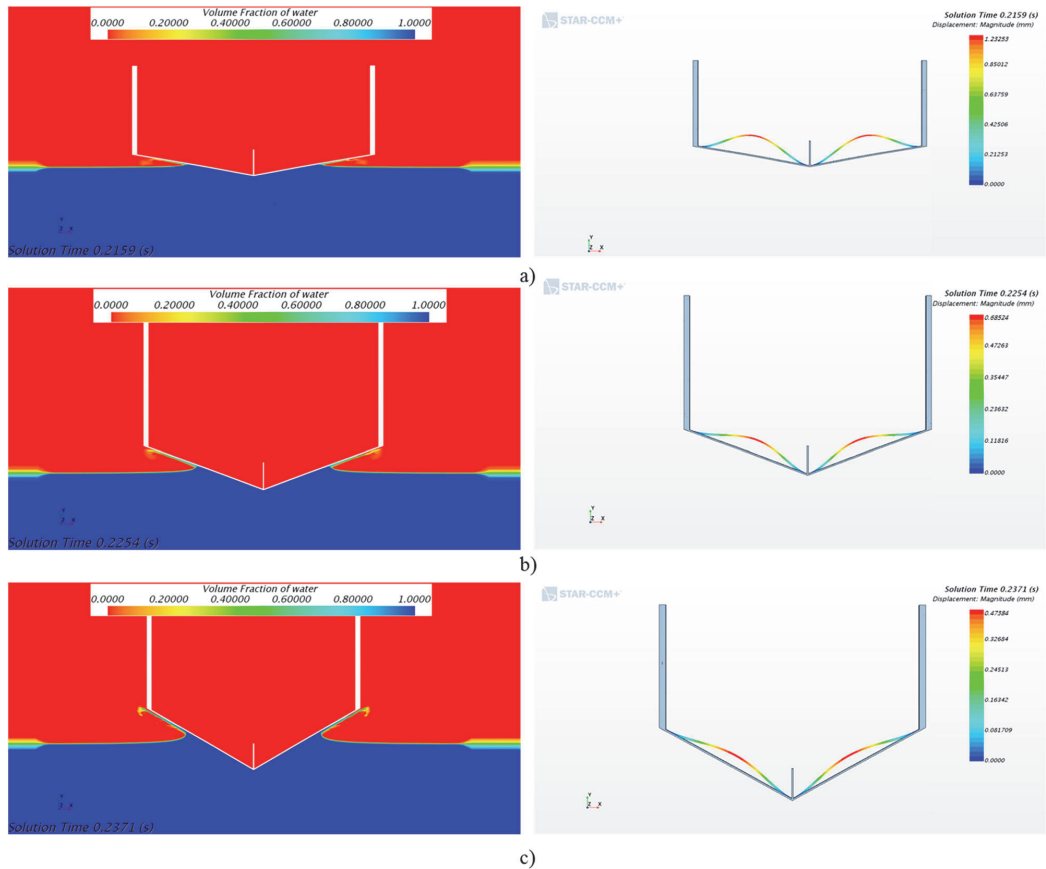 Volume Fraction of water
0.0000 0.20000 0.40000 0.60000 0.80000 1.0000
Solution Time 0.2159 (s)
STAR-CCM+
Solution Time 0.2159 (s)
Displacement: Magnitude (mm)
0.85012
0.63759
0.42506
0.21253
0.0000
Y
Z X
a)
Volume Fraction of water
0.0000 0.20000 0.40000 0.60000 0.80000 1.0000
Solution Time 0.2254 (s)
STAR-CCM+
Solution Time 0.2254 (s)
Displacement: Magnitude (mm)
0.68524
0.47263
0.35447
0.23632
0.11816
0.0000
Y
Z X
b)
Volume Fraction of water
0.0000 0.20000 0.40000 0.60000 0.80000 1.0000
Solution Time 0.2371 (s)
STAR-CCM+
Solution Time 0.2371 (s)
Displacement: Magnitude (mm)
0.47384
0.32684
0.24513
0.16342
0.081709
0.0000
Y
Z X
c)